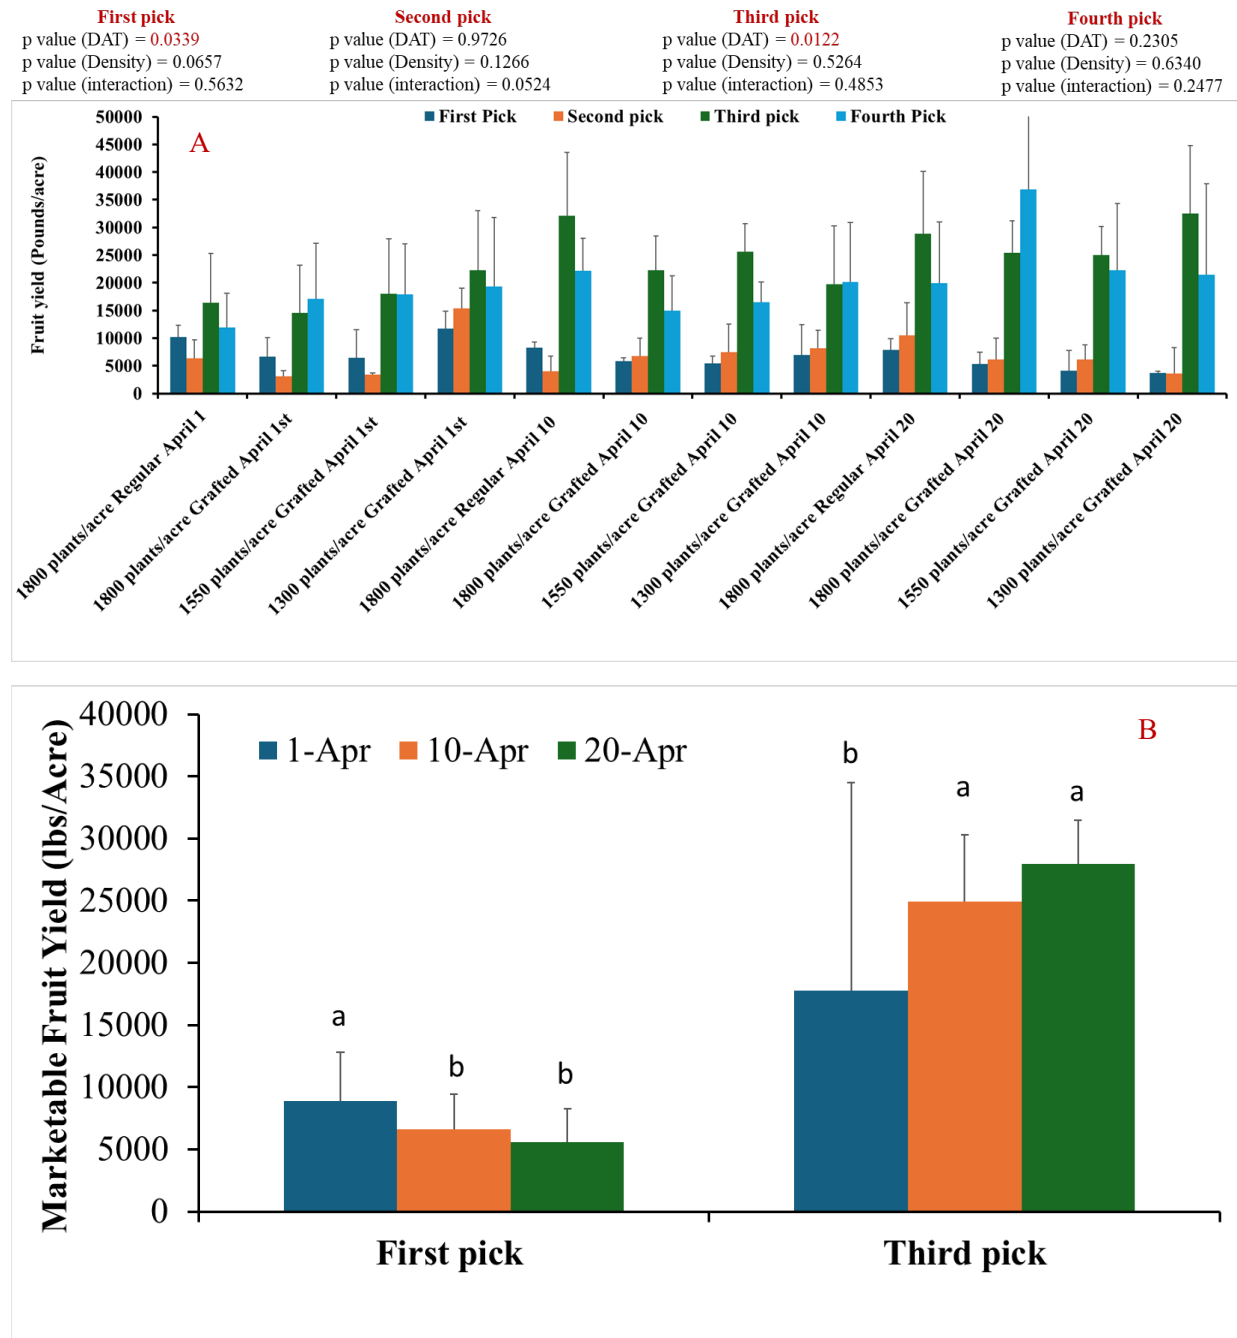 First pick
p value (DAT) = 0.0339
p value (Density) = 0.0657
p value (interaction) = 0.5632
Second pick
p value (DAT) = 0.9726
p value (Density) = 0.1266
p value (interaction) = 0.0524
Third pick
p value (DAT) = 0.0122
p value (Density) = 0.5264
p value (interaction) = 0.4853
Fourth pick
p value (DAT) = 0.2305
p value (Density) = 0.6340
p value (interaction) = 0.2477
First Pick
Second pick
Third pick
Fourth Pick
A
Fruit yield (Pounds/acre)
50000
45000
40000
35000
30000
25000
20000
15000
10000
5000
0
1800 plants/acre Regular April 1
1800 plants/acre Grafted April 1st
1550 plants/acre Grafted April 1st
1300 plants/acre Grafted April 1st
1800 plants/acre Regular April 10
1800 plants/acre Grafted April 10
1550 plants/acre Grafted April 10
1300 plants/acre Grafted April 10
1800 plants/acre Regular April 20
1800 plants/acre Grafted April 20
1550 plants/acre Grafted April 20
1300 plants/acre Grafted April 20
B
1-Apr
10-Apr
20-Apr
Marketable Fruit Yield (lbs/Acre)
40000
35000
30000
25000
20000
15000
10000
5000
0
a
b
b
b
a
a
First pick
Third pick